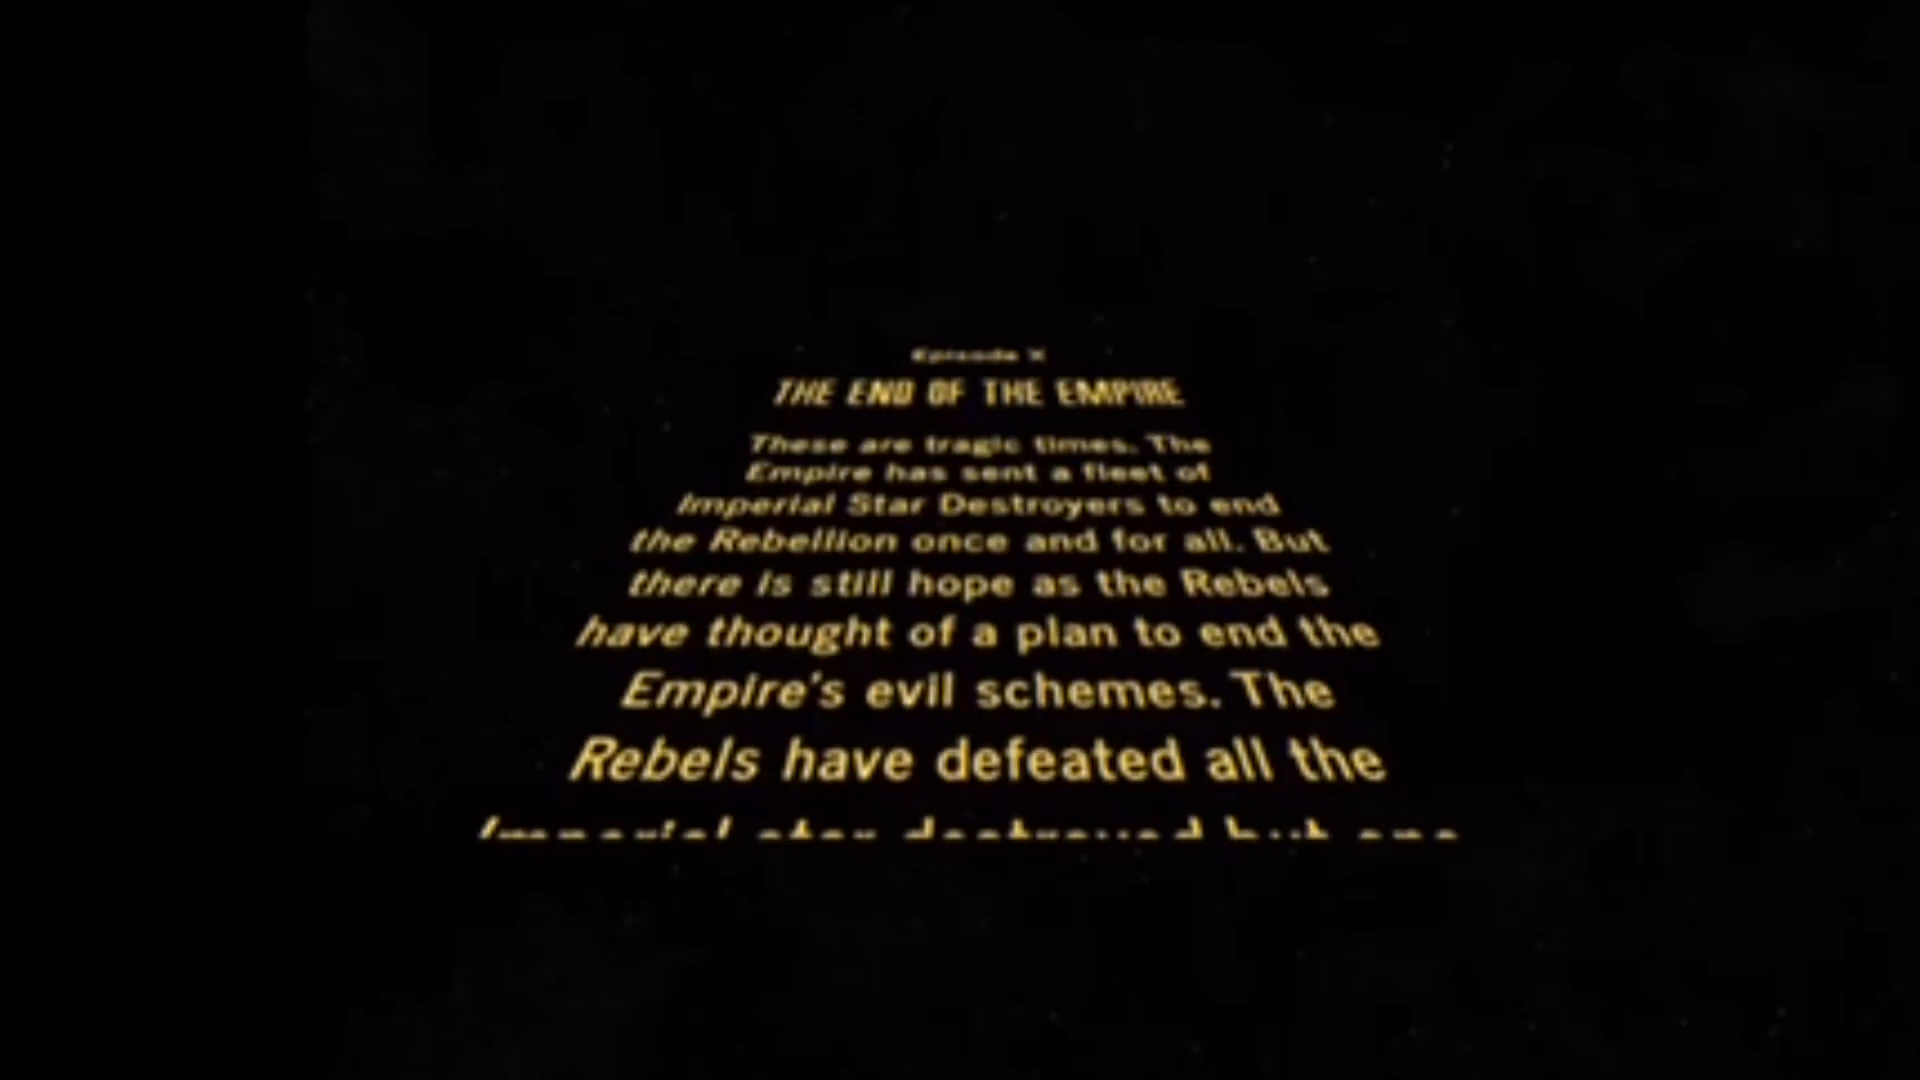 Episode X
THE END OF THE EMPIRE
These are tragic times. The
Empire has sent a fleet of
Imperial Star Destroyers to end
the Rebellion once and for all. But
there is still hope as the Rebels
have thought of a plan to end the
Empire's evil schemes. The
Rebels have defeated all the